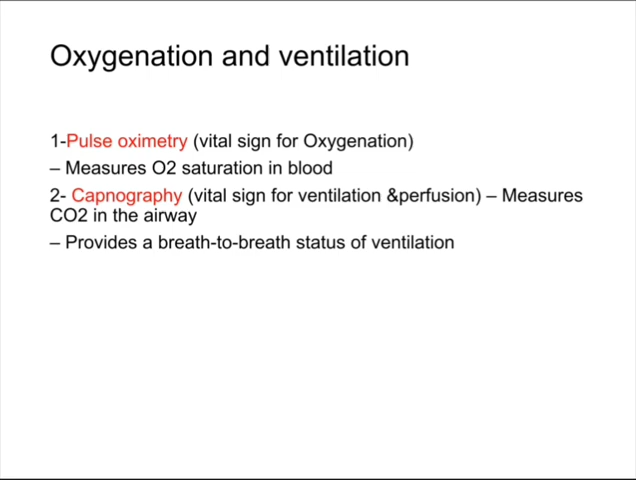 Oxygenation and ventilation
1-Pulse oximetry (vital sign for Oxygenation)
– Measures O2 saturation in blood
2- Capnography (vital sign for ventilation &perfusion) – Measures
CO2 in the airway
– Provides a breath-to-breath status of ventilation